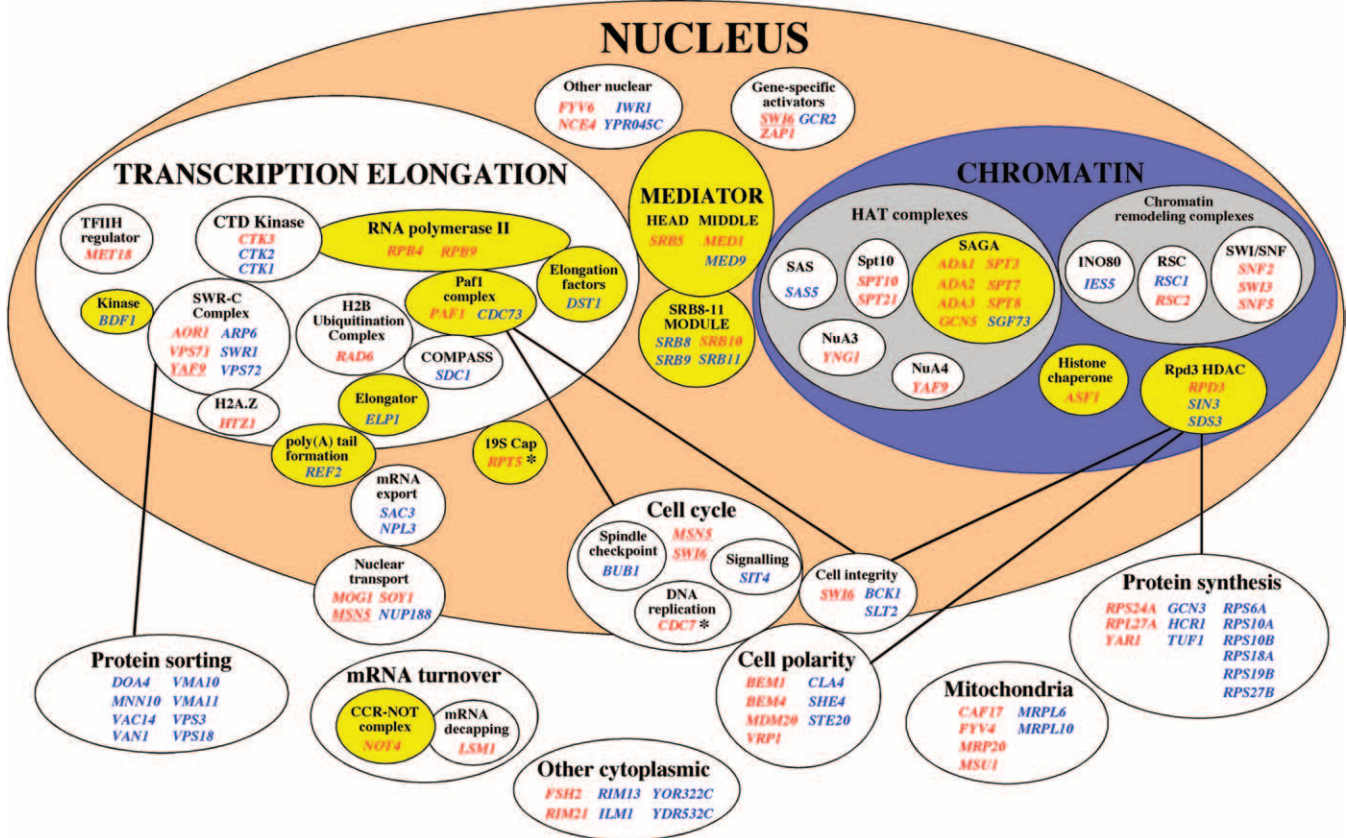 NUCLEUS
Other nuclear
FYV6 IWR1
NCE4 YPR045C
Gene-specific
activators
SWI6 GCR2
ZAP1
TRANSCRIPTION ELONGATION
TFIIH
regulator
MET18
CTD Kinase
CTK3
CTK2
CTK1
RNA polymerase II
RPB4 RPB9
Kinase
BDF1
SWR-C
Complex
AOR1 ARP6
VPS71 SWR1
YAF9 VPS72
H2A.Z
HTZ1
H2B
Ubiquitination
Complex
RAD6
Paf1
complex
PAF1 CDC73
Elongation
factors
DST1
COMPASS
SDC1
Elongator
ELP1
poly(A) tail
formation
REF2
mRNA
export
SAC3
NPL3
Nuclear
transport
MOG1 SOY1
MSN5 NUP188
19S Cap
RPT5 *
MEDIATOR
HEAD MIDDLE
SRB5 MED1
MED9
SRB8-11
MODULE
SRB8 SRB10
SRB9 SRB11
CHROMATIN
HAT complexes
SAS
SAS5
Spt10
SPT10
SPT21
SAGA
ADA1 SPT3
ADA2 SPT7
ADA3 SPT8
GCN5 SGF73
NuA3
YNG1
NuA4
YAF9
Chromatin
remodeling complexes
INO80
IES5
RSC
RSC1
RSC2
SWI/SNF
SNF2
SWI3
SNF5
Histone
chaperone
ASF1
Rpd3 HDAC
RPD3
SIN3
SDS3
Cell cycle
Spindle
checkpoint
BUB1
MSN5
SWI6
Signalling
SIT4
DNA
replication
CDC7 *
Cell integrity
SWI6 BCK1
SLT2
Protein synthesis
RPS24A GCN3 RPS6A
RPL27A HCR1 RPS10A
YAR1 TUF1 RPS10B
RPS18A
RPS19B
RPS27B
Protein sorting
DOA4 VMA10
MNN10 VMA11
VAC14 VPS3
VAN1 VPS18
mRNA turnover
CCR-NOT
complex
NOT4
mRNA
decapping
LSM1
Cell polarity
BEM1 CLA4
BEM4 SHE4
MDM20 STE20
VRP1
Mitochondria
CAF17 MRPL6
FYV4 MRPL10
MRP20
MSU1
Other cytoplasmic
FSH2 RIM13 YOR322C
RIM21 ILM1 YDR532C